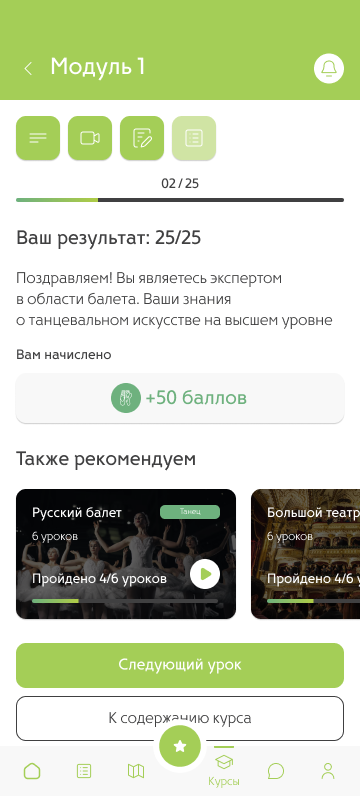 Модуль 1
02 / 25
Ваш результат: 25/25
Поздравляем! Вы являетесь экспертом
в области балета. Ваши знания
о танцевальном искусстве на высшем уровне
Вам начислено
+50 баллов
Также рекомендуем
Русский балет
Танец
6 уроков
Пройдено 4/6 уроков
Большой театр
6 уроков
Пройдено 4/6 у
Следующий урок
К содержанию курса
Курсы